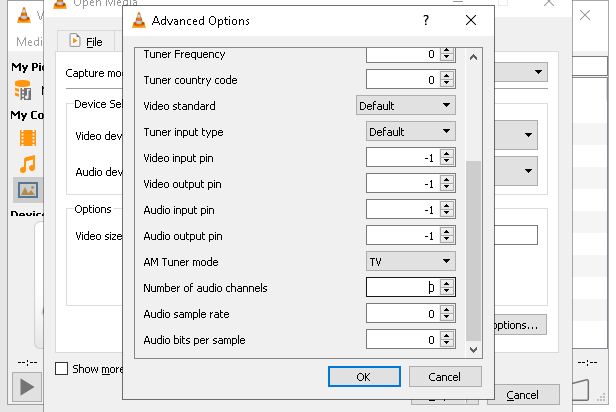 Open Media
Advanced Options
?
Medi
File
My Pi
Capture mo
My Co
Device Sel
Video dev
Audio dev
Device
Options
Video size
Tuner Frequency 0
Tuner country code 0
Video standard Default
Tuner input type Default
Video input pin -1
Video output pin -1
Audio input pin -1
Audio output pin -1
AM Tuner mode TV
Number of audio channels 0
Audio sample rate 0
Audio bits per sample 0
options...
--:-- Show more --:--
OK Cancel
Cancel